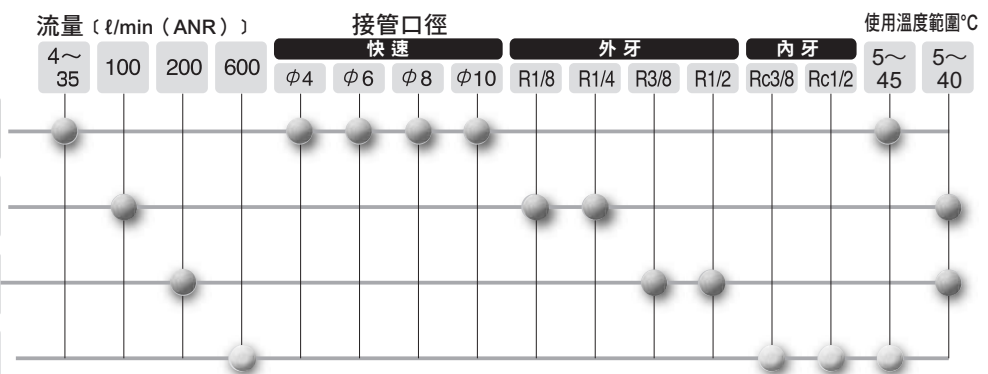 流量〔ℓ/min（ANR）〕 接管口徑 使用溫度範圍°C
快速 外牙 內牙
4～35 100 200 600 φ4 φ6 φ8 φ10 R1/8 R1/4 R3/8 R1/2 Rc3/8 Rc1/2 5～45 5～40